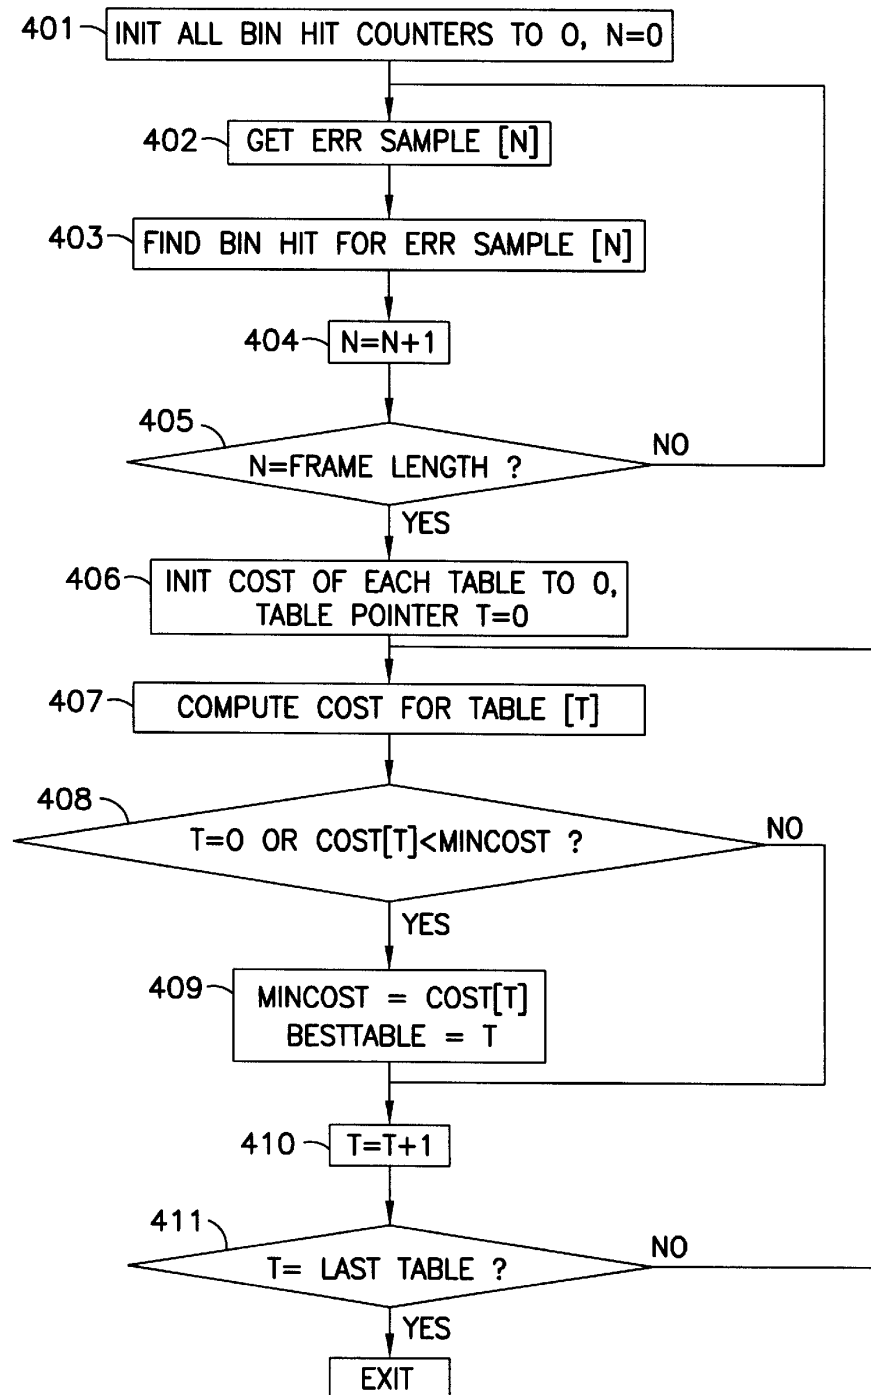 401 INIT ALL BIN HIT COUNTERS TO 0, N=0
402 GET ERR SAMPLE [N]
403 FIND BIN HIT FOR ERR SAMPLE [N]
404 N=N+1
405
N=FRAME LENGTH ?
NO
YES
406 INIT COST OF EACH TABLE TO 0,
TABLE POINTER T=0
407 COMPUTE COST FOR TABLE [T]
408
T=0 OR COST[T]<MINCOST ?
NO
YES
409 MINCOST = COST[T]
BESTTABLE = T
410 T=T+1
411
T= LAST TABLE ?
NO
YES
EXIT